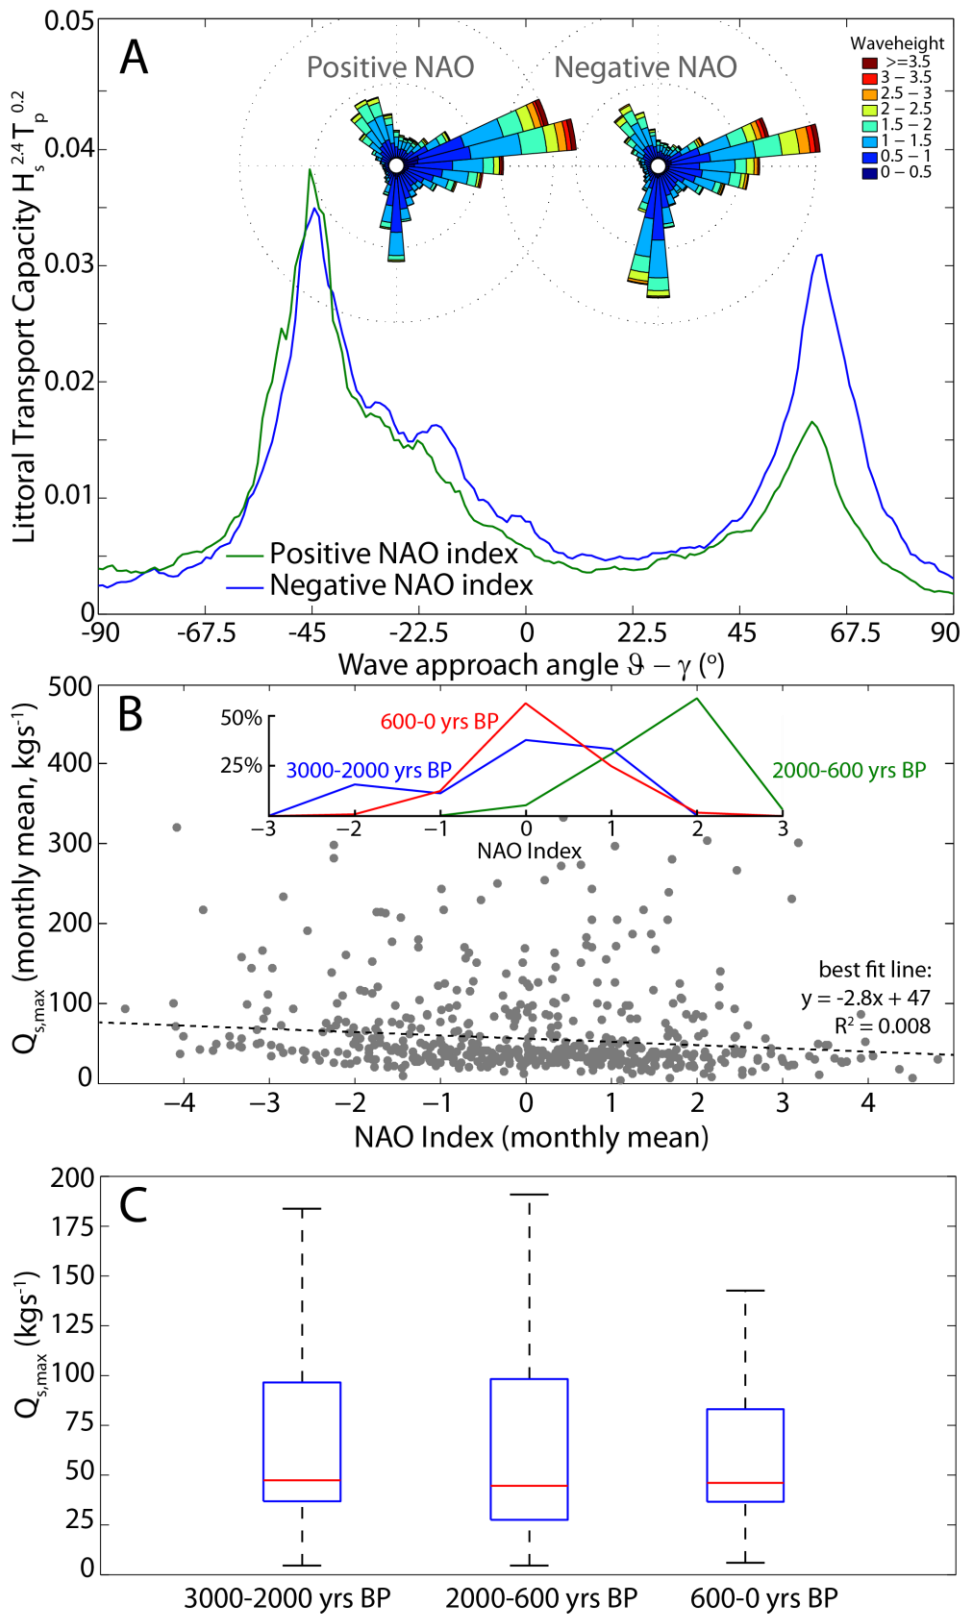 0.05
A
Positive NAO
Negative NAO
Waveheight
>=3.5
3 – 3.5
2.5 – 3
2 – 2.5
1.5 – 2
1 – 1.5
0.5 – 1
0 – 0.5
Littoral Transport Capacity Hs^2.4 Tp^0.2
0.04
0.03
0.02
0.01
0
Positive NAO index
Negative NAO index
-90 -67.5 -45 -22.5 0 22.5 45 67.5 90
Wave approach angle ϑ – γ (°)
B
500
400
300
200
100
0
Qs,max (monthly mean, kgs⁻¹)
50%
25%
600-0 yrs BP
3000-2000 yrs BP
2000-600 yrs BP
−3 −2 −1 0 1 2 3
NAO Index
best fit line:
y = -2.8x + 47
R² = 0.008
−4 −3 −2 −1 0 1 2 3 4
NAO Index (monthly mean)
C
200
175
150
125
100
75
50
25
0
Qs,max (kgs⁻¹)
3000-2000 yrs BP 2000-600 yrs BP 600-0 yrs BP